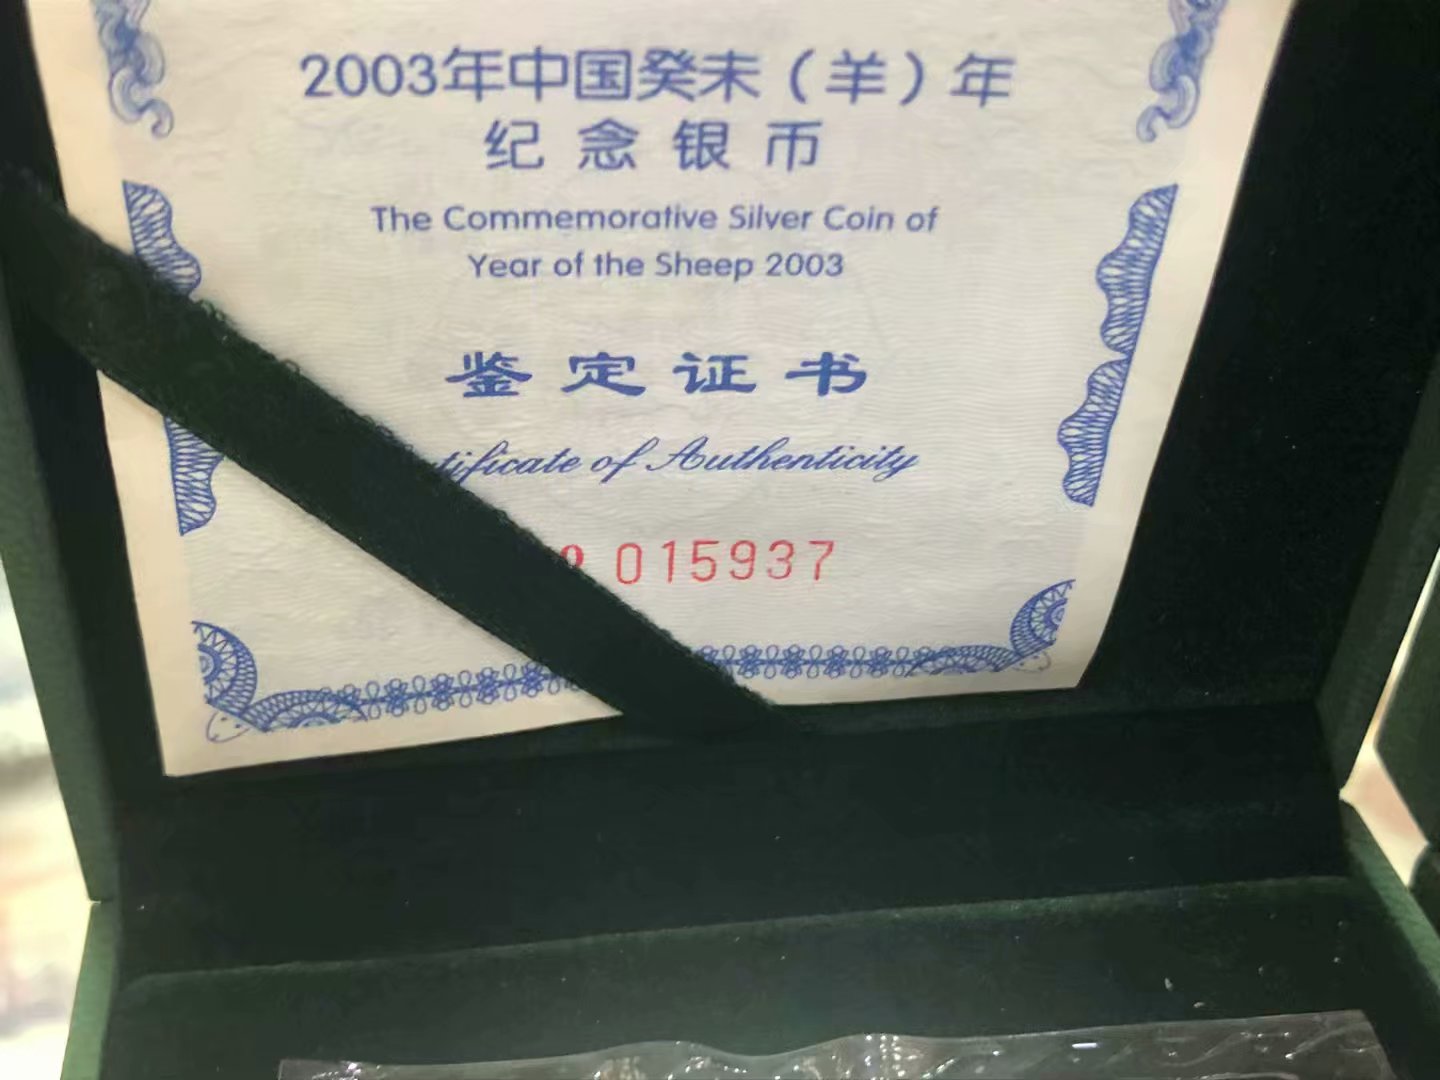 2003年中国癸未（羊）年
纪念银币
The Commemorative Silver Coin of
Year of the Sheep 2003
鉴定证书
of Authenticity
015937